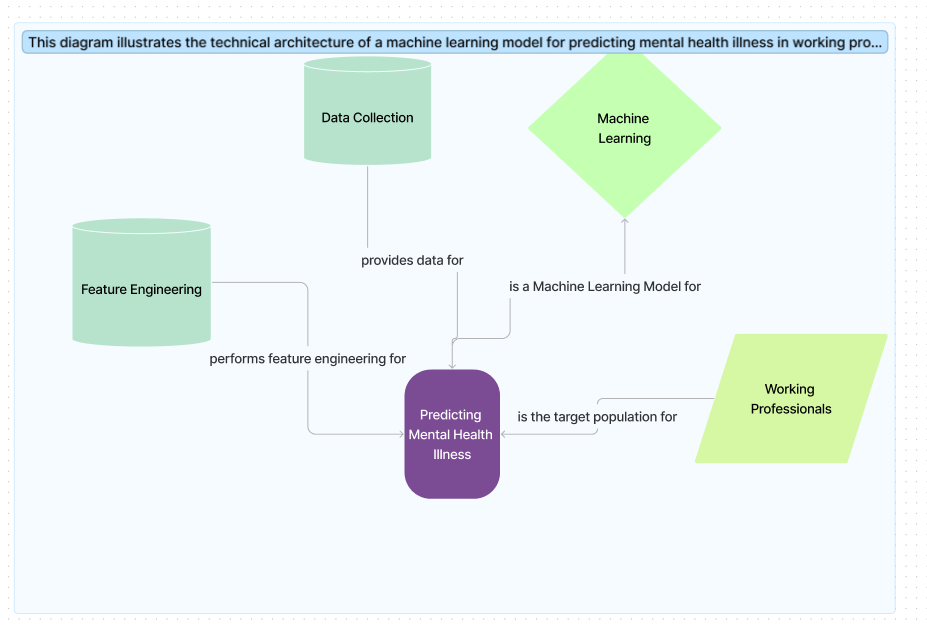 This diagram illustrates the technical architecture of a machine learning model for predicting mental health illness in working pro...
Data Collection
Machine
Learning
provides data for
Feature Engineering
is a Machine Learning Model for
performs feature engineering for
Working
Professionals
Predicting
Mental Health
Illness
is the target population for